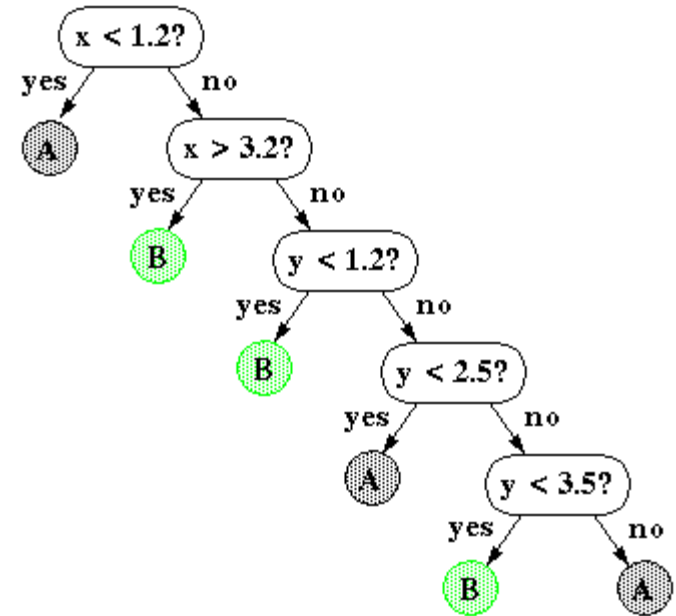 x < 1.2?
yes
no
A
x > 3.2?
yes
no
B
y < 1.2?
yes
no
B
y < 2.5?
yes
no
A
y < 3.5?
yes
no
B
A